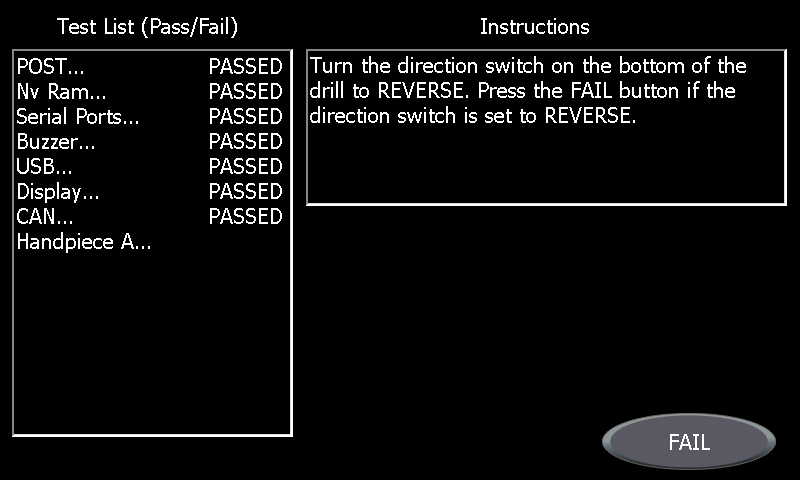 Test List (Pass/Fail)
Instructions
POST... PASSED
Nv Ram... PASSED
Serial Ports... PASSED
Buzzer... PASSED
USB... PASSED
Display... PASSED
CAN... PASSED
Handpiece A...
Turn the direction switch on the bottom of the
drill to REVERSE. Press the FAIL button if the
direction switch is set to REVERSE.
FAIL